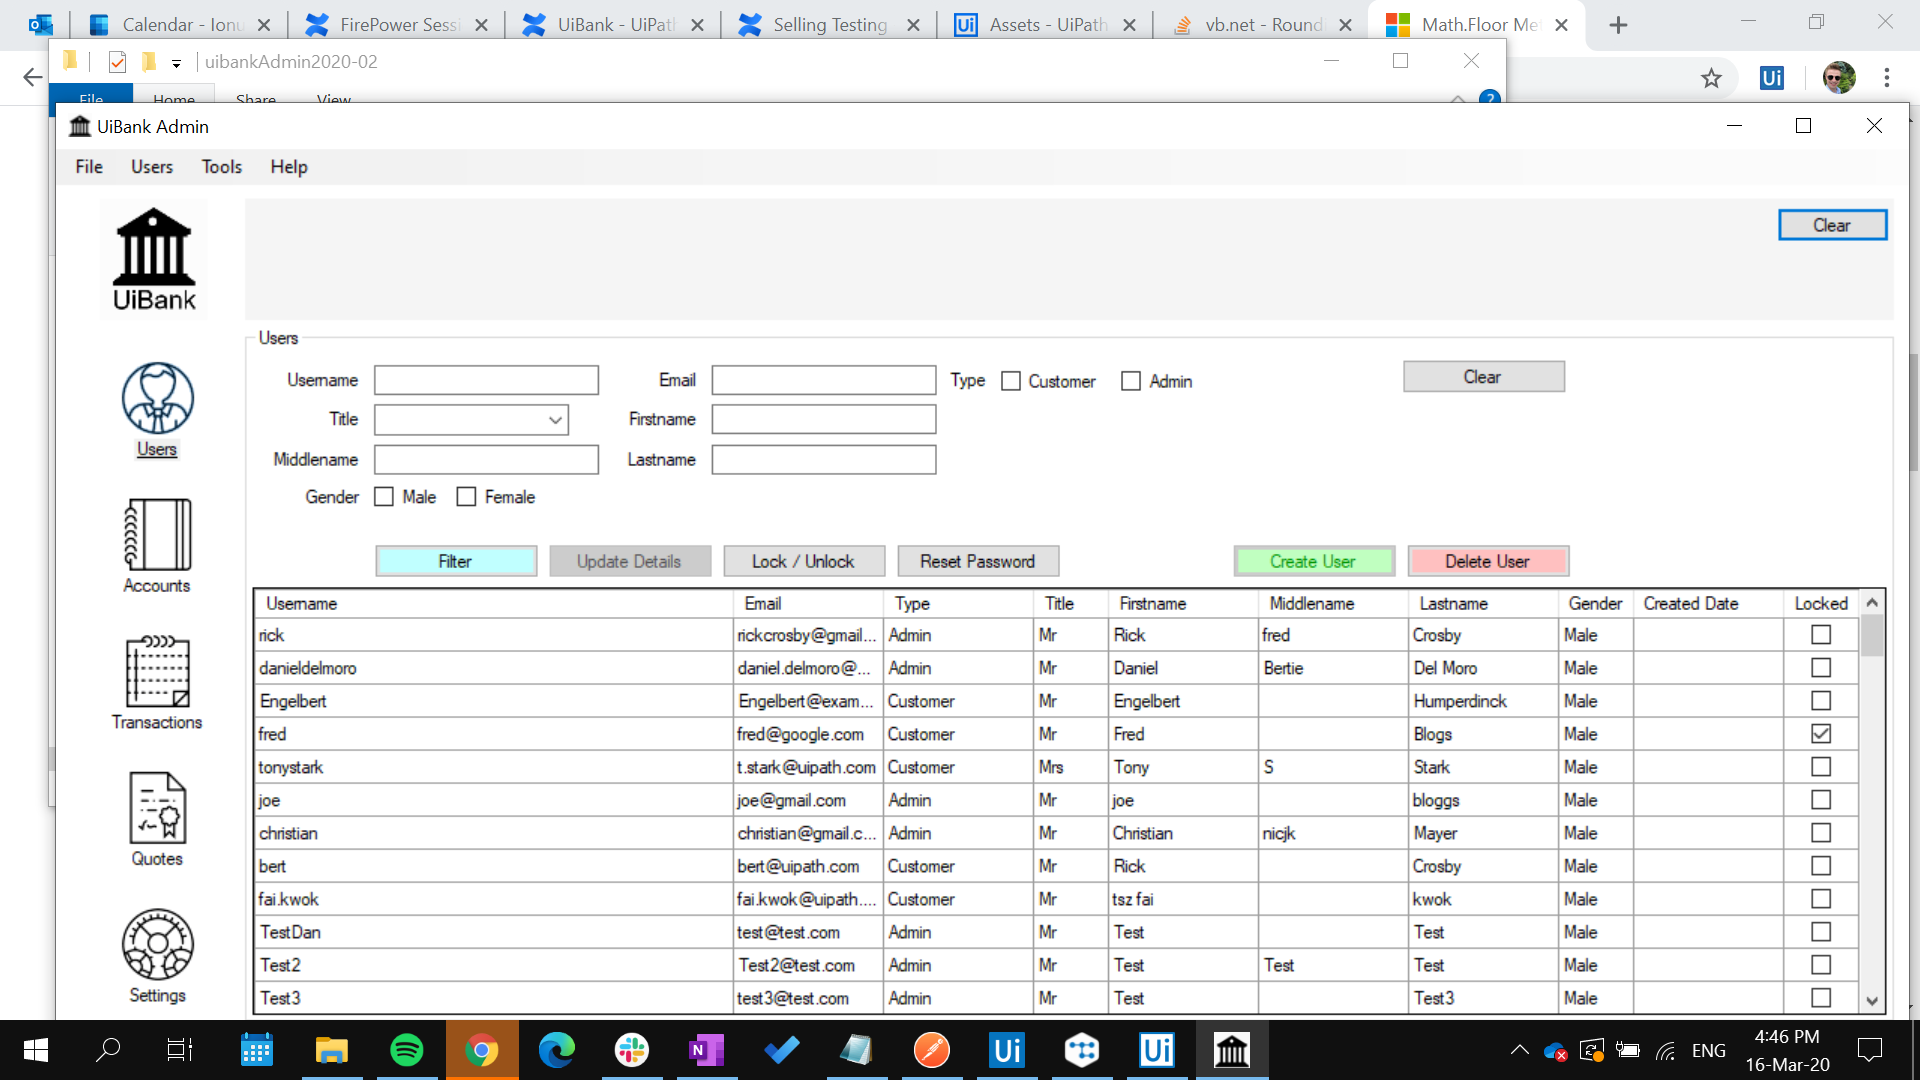 Calendar - Ionu
FirePower Sessi
UiBank - UiPath
Selling Testing
Assets - UiPath
vb.net - Roundi
Math.Floor Met
uibankAdmin2020-02
File Home Share View
UiBank Admin
File Users Tools Help
UiBank
Clear
Users
Username Email Type Customer Admin Clear
Title Firstname
Middlename Lastname
Gender Male Female
Filter Update Details Lock / Unlock Reset Password Create User Delete User
Username Email Type Title Firstname Middlename Lastname Gender Created Date Locked
rick rickcrosby@gmail... Admin Mr Rick fred Crosby Male
danieldelmoro daniel.delmoro@... Admin Mr Daniel Bertie Del Moro Male
Engelbert Engelbert@exam... Customer Mr Engelbert Humperdinck Male
fred fred@google.com Customer Mr Fred Blogs Male
tonystark t.stark@uipath.com Customer Mrs Tony S Stark Male
joe joe@gmail.com Admin Mr joe bloggs Male
christian christian@gmail.c... Admin Mr Christian nicjk Mayer Male
bert bert@uipath.com Customer Mr Rick Crosby Male
fai.kwok fai.kwok@uipath.... Customer Mr tsz fai kwok Male
TestDan test@test.com Admin Mr Test Test Male
Test2 Test2@test.com Admin Mr Test Test Test Male
Test3 test3@test.com Admin Mr Test Test3 Male
Users
Accounts
Transactions
Quotes
Settings
ENG
4:46 PM
16-Mar-20